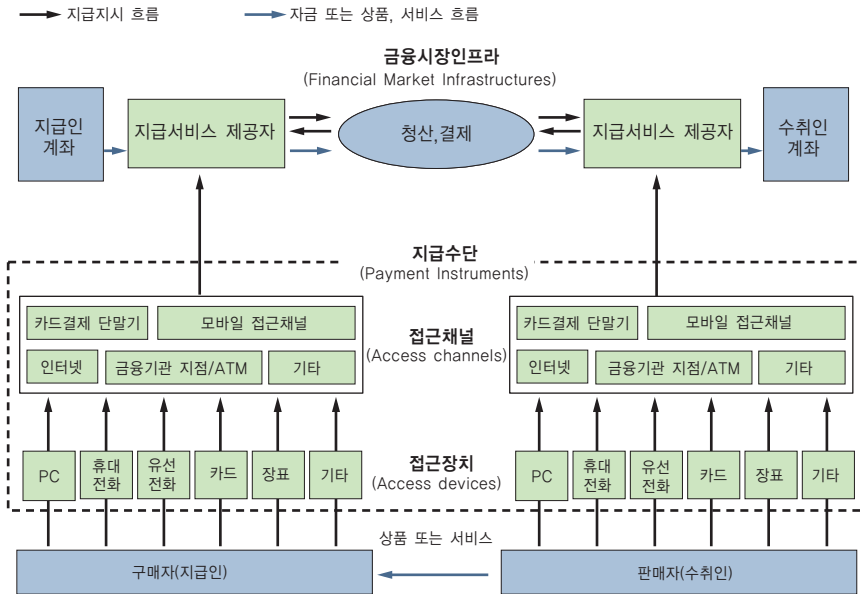 지급지시 흐름
자금 또는 상품, 서비스 흐름
금융시장인프라
(Financial Market Infrastructures)
지급인
계좌
지급서비스 제공자
청산,결제
지급서비스 제공자
수취인
계좌
지급수단
(Payment Instruments)
카드결제 단말기
모바일 접근채널
인터넷
금융기관 지점/ATM
기타
접근채널
(Access channels)
카드결제 단말기
모바일 접근채널
인터넷
금융기관 지점/ATM
기타
PC
휴대
전화
유선
전화
카드
장표
기타
접근장치
(Access devices)
PC
휴대
전화
유선
전화
카드
장표
기타
상품 또는 서비스
구매자(지급인)
판매자(수취인)